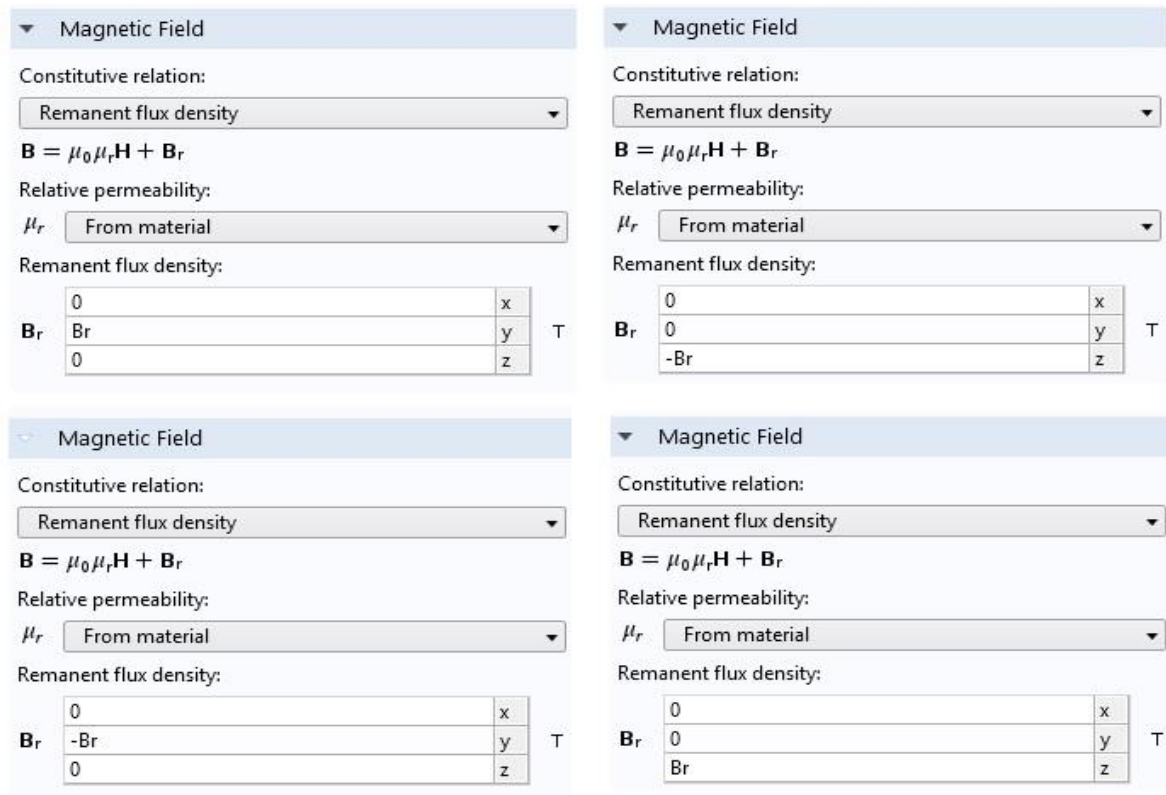 Magnetic Field
Constitutive relation:
Remanent flux density
B = μ₀μᵣH + Bᵣ
Relative permeability:
μᵣ From material
Remanent flux density:
0 x
Bᵣ Br y T
0 z
Magnetic Field
Constitutive relation:
Remanent flux density
B = μ₀μᵣH + Bᵣ
Relative permeability:
μᵣ From material
Remanent flux density:
0 x
Bᵣ 0 y T
-Br z
Magnetic Field
Constitutive relation:
Remanent flux density
B = μ₀μᵣH + Bᵣ
Relative permeability:
μᵣ From material
Remanent flux density:
0 x
Bᵣ -Br y T
0 z
Magnetic Field
Constitutive relation:
Remanent flux density
B = μ₀μᵣH + Bᵣ
Relative permeability:
μᵣ From material
Remanent flux density:
0 x
Bᵣ 0 y T
Br z